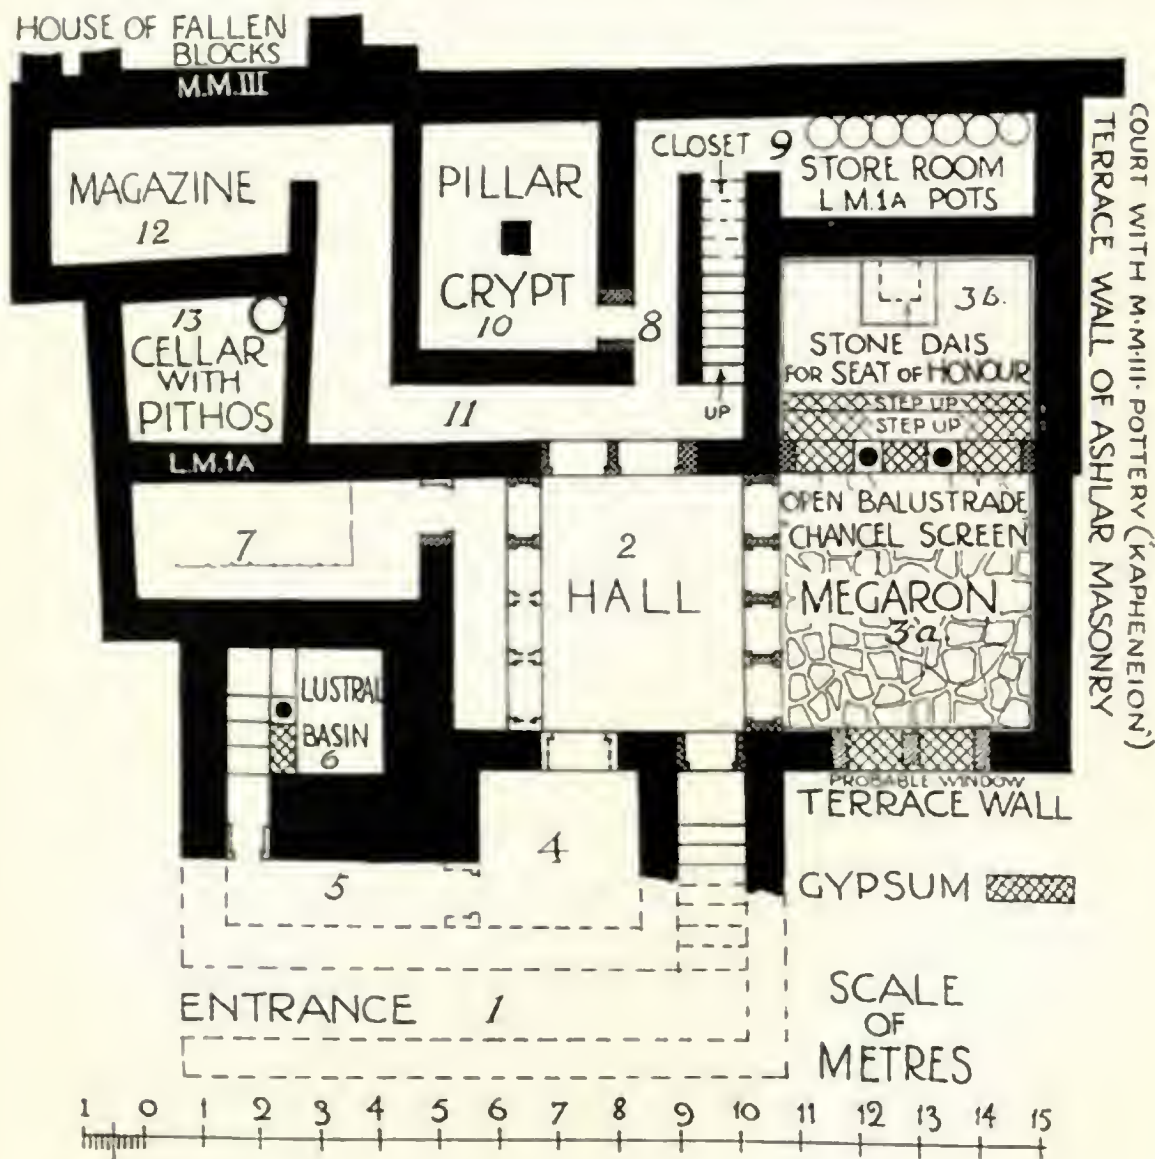 HOUSE OF FALLEN
BLOCKS
M.M.III
MAGAZINE
12
PILLAR
CRYPT
10
CLOSET 9
STORE ROOM
L M.1A POTS
13
CELLAR
WITH
PITHOS
8
UP
3b.
STONE DAIS
FOR SEAT OF HONOUR
STEP UP
STEP UP
11
L.M.1A
7
2
HALL
OPEN BALUSTRADE
CHANCEL SCREEN
MEGARON
3'a'
LUSTRAL
BASIN
6
4
5
PROBABLE WINDOW
TERRACE WALL
GYPSUM
ENTRANCE 1
SCALE
OF
METRES
1 0 1 2 3 4 5 6 7 8 9 10 11 12 13 14 15
COURT WITH M·M·III· POTTERY ('KAPHENEION')
TERRACE WALL OF ASHLAR MASONRY